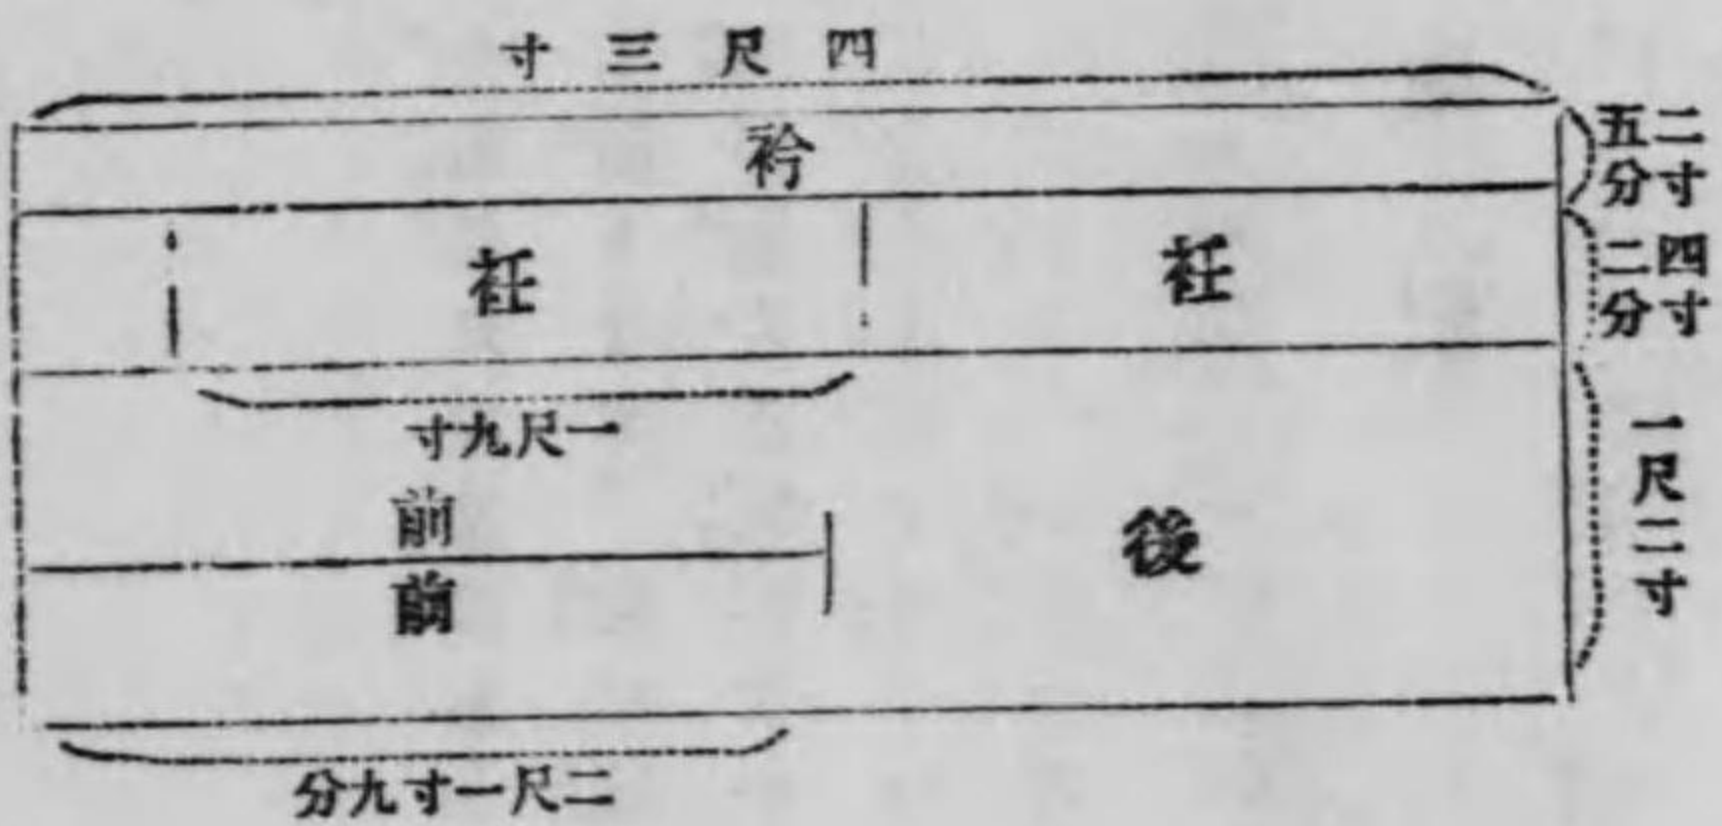 四尺三寸
衿
二寸五分
衽
衽
四寸二分
一尺九寸
一尺二寸
前
前
後
二尺一寸九分